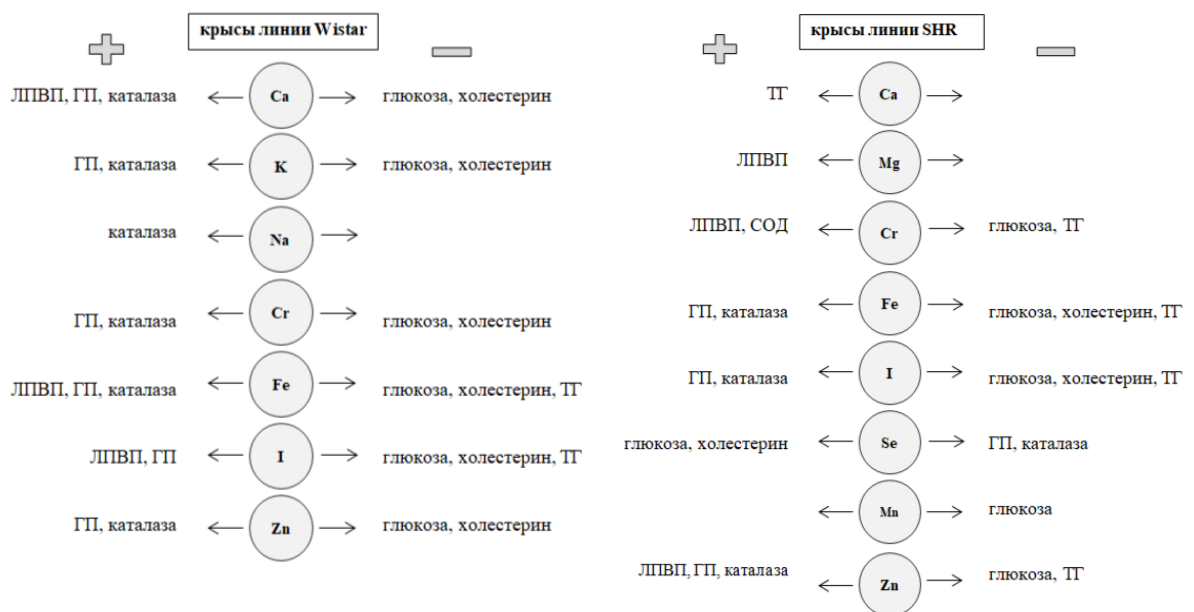 крысы линии Wistar
ЛПВП, ГП, каталаза Ca глюкоза, холестерин
ГП, каталаза K глюкоза, холестерин
каталаза Na
ГП, каталаза Cr глюкоза, холестерин
ЛПВП, ГП, каталаза Fe глюкоза, холестерин, ТГ
ЛПВП, ГП I глюкоза, холестерин, ТГ
ГП, каталаза Zn глюкоза, холестерин
крысы линии SHR
ТГ Ca
ЛПВП Mg
ЛПВП, СОД Cr глюкоза, ТГ
ГП, каталаза Fe глюкоза, холестерин, ТГ
ГП, каталаза I глюкоза, холестерин, ТГ
глюкоза, холестерин Se ГП, каталаза
Mn глюкоза
ЛПВП, ГП, каталаза Zn глюкоза, ТГ